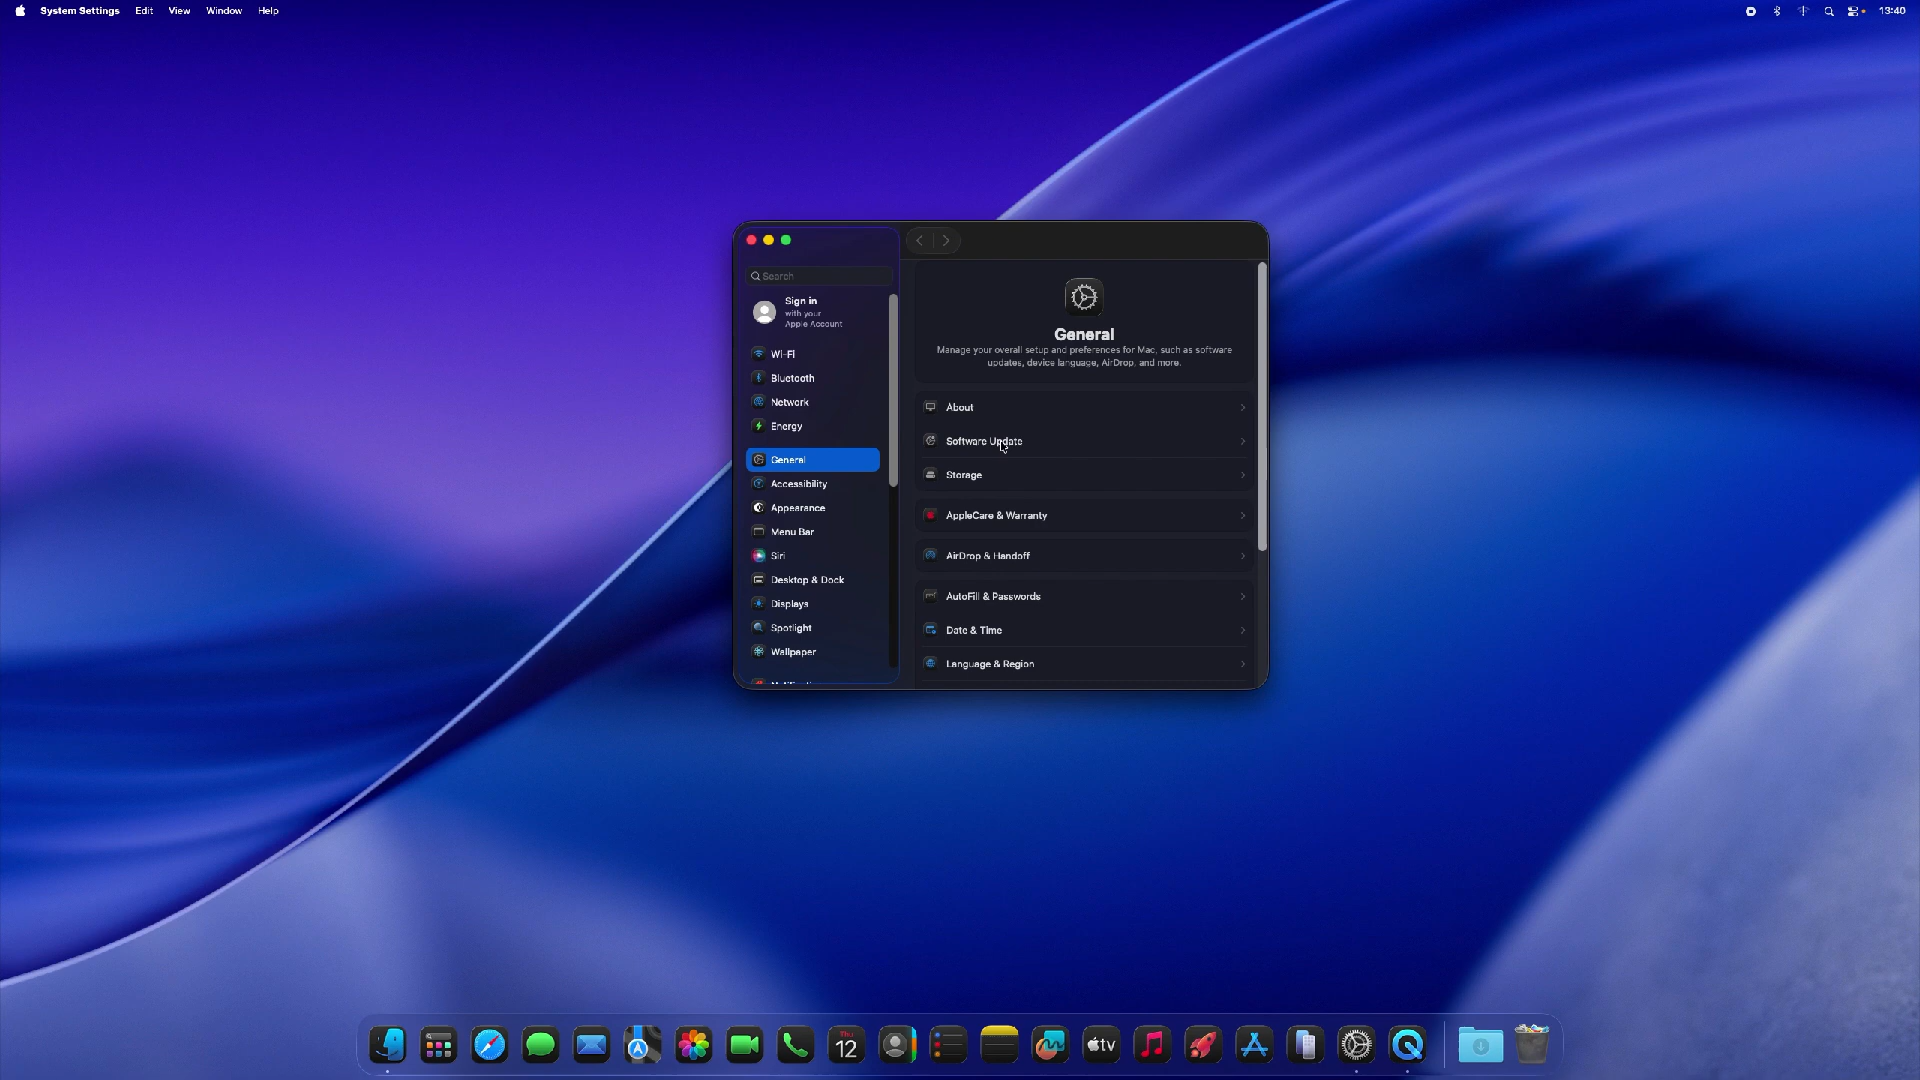 System Settings Edit View Window Help
13:40
Search
Sign in
with your
Apple Account
Wi-Fi
Bluetooth
Network
Energy
General
Accessibility
Appearance
Menu Bar
Siri
Desktop & Dock
Displays
Spotlight
Wallpaper
General
Manage your overall setup and preferences for Mac, such as software
updates, device language, AirDrop, and more.
About
Software Update
Storage
AppleCare & Warranty
AirDrop & Handoff
AutoFill & Passwords
Date & Time
Language & Region
Thu
12
tv